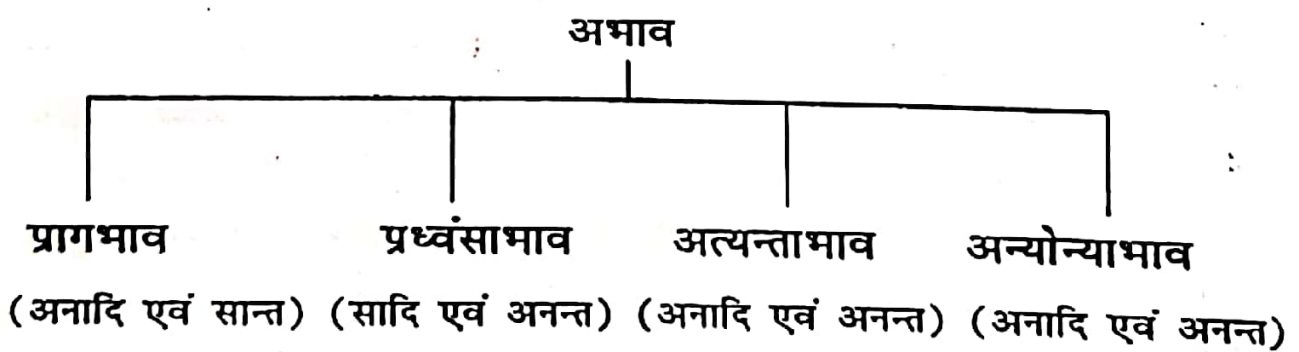 अभाव
प्रागभाव प्रध्वंसाभाव अत्यन्ताभाव अन्योन्याभाव
(अनादि एवं सान्त) (सादि एवं अनन्त) (अनादि एवं अनन्त) (अनादि एवं अनन्त)